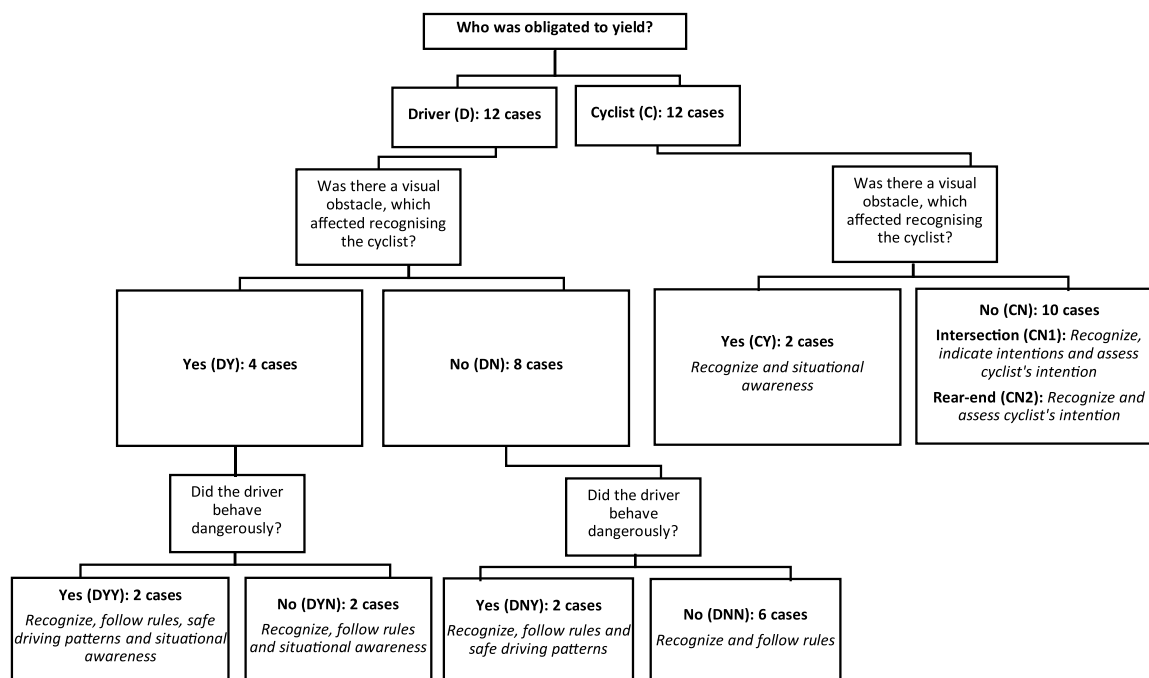 Who was obligated to yield?
Driver (D): 12 cases
Cyclist (C): 12 cases
Was there a visual
obstacle, which
affected recognising
the cyclist?
Was there a visual
obstacle, which
affected recognising
the cyclist?
Yes (DY): 4 cases
No (DN): 8 cases
Yes (CY): 2 cases
Recognize and situational
awareness
No (CN): 10 cases
Intersection (CN1): Recognize,
indicate intentions and assess
cyclist's intention
Rear-end (CN2): Recognize and
assess cyclist's intention
Did the driver
behave
dangerously?
Did the driver
behave
dangerously?
Yes (DYY): 2 cases
Recognize, follow rules, safe
driving patterns and situational
awareness
No (DYN): 2 cases
Recognize, follow rules
and situational awareness
Yes (DNY): 2 cases
Recognize, follow rules and
safe driving patterns
No (DNN): 6 cases
Recognize and follow rules